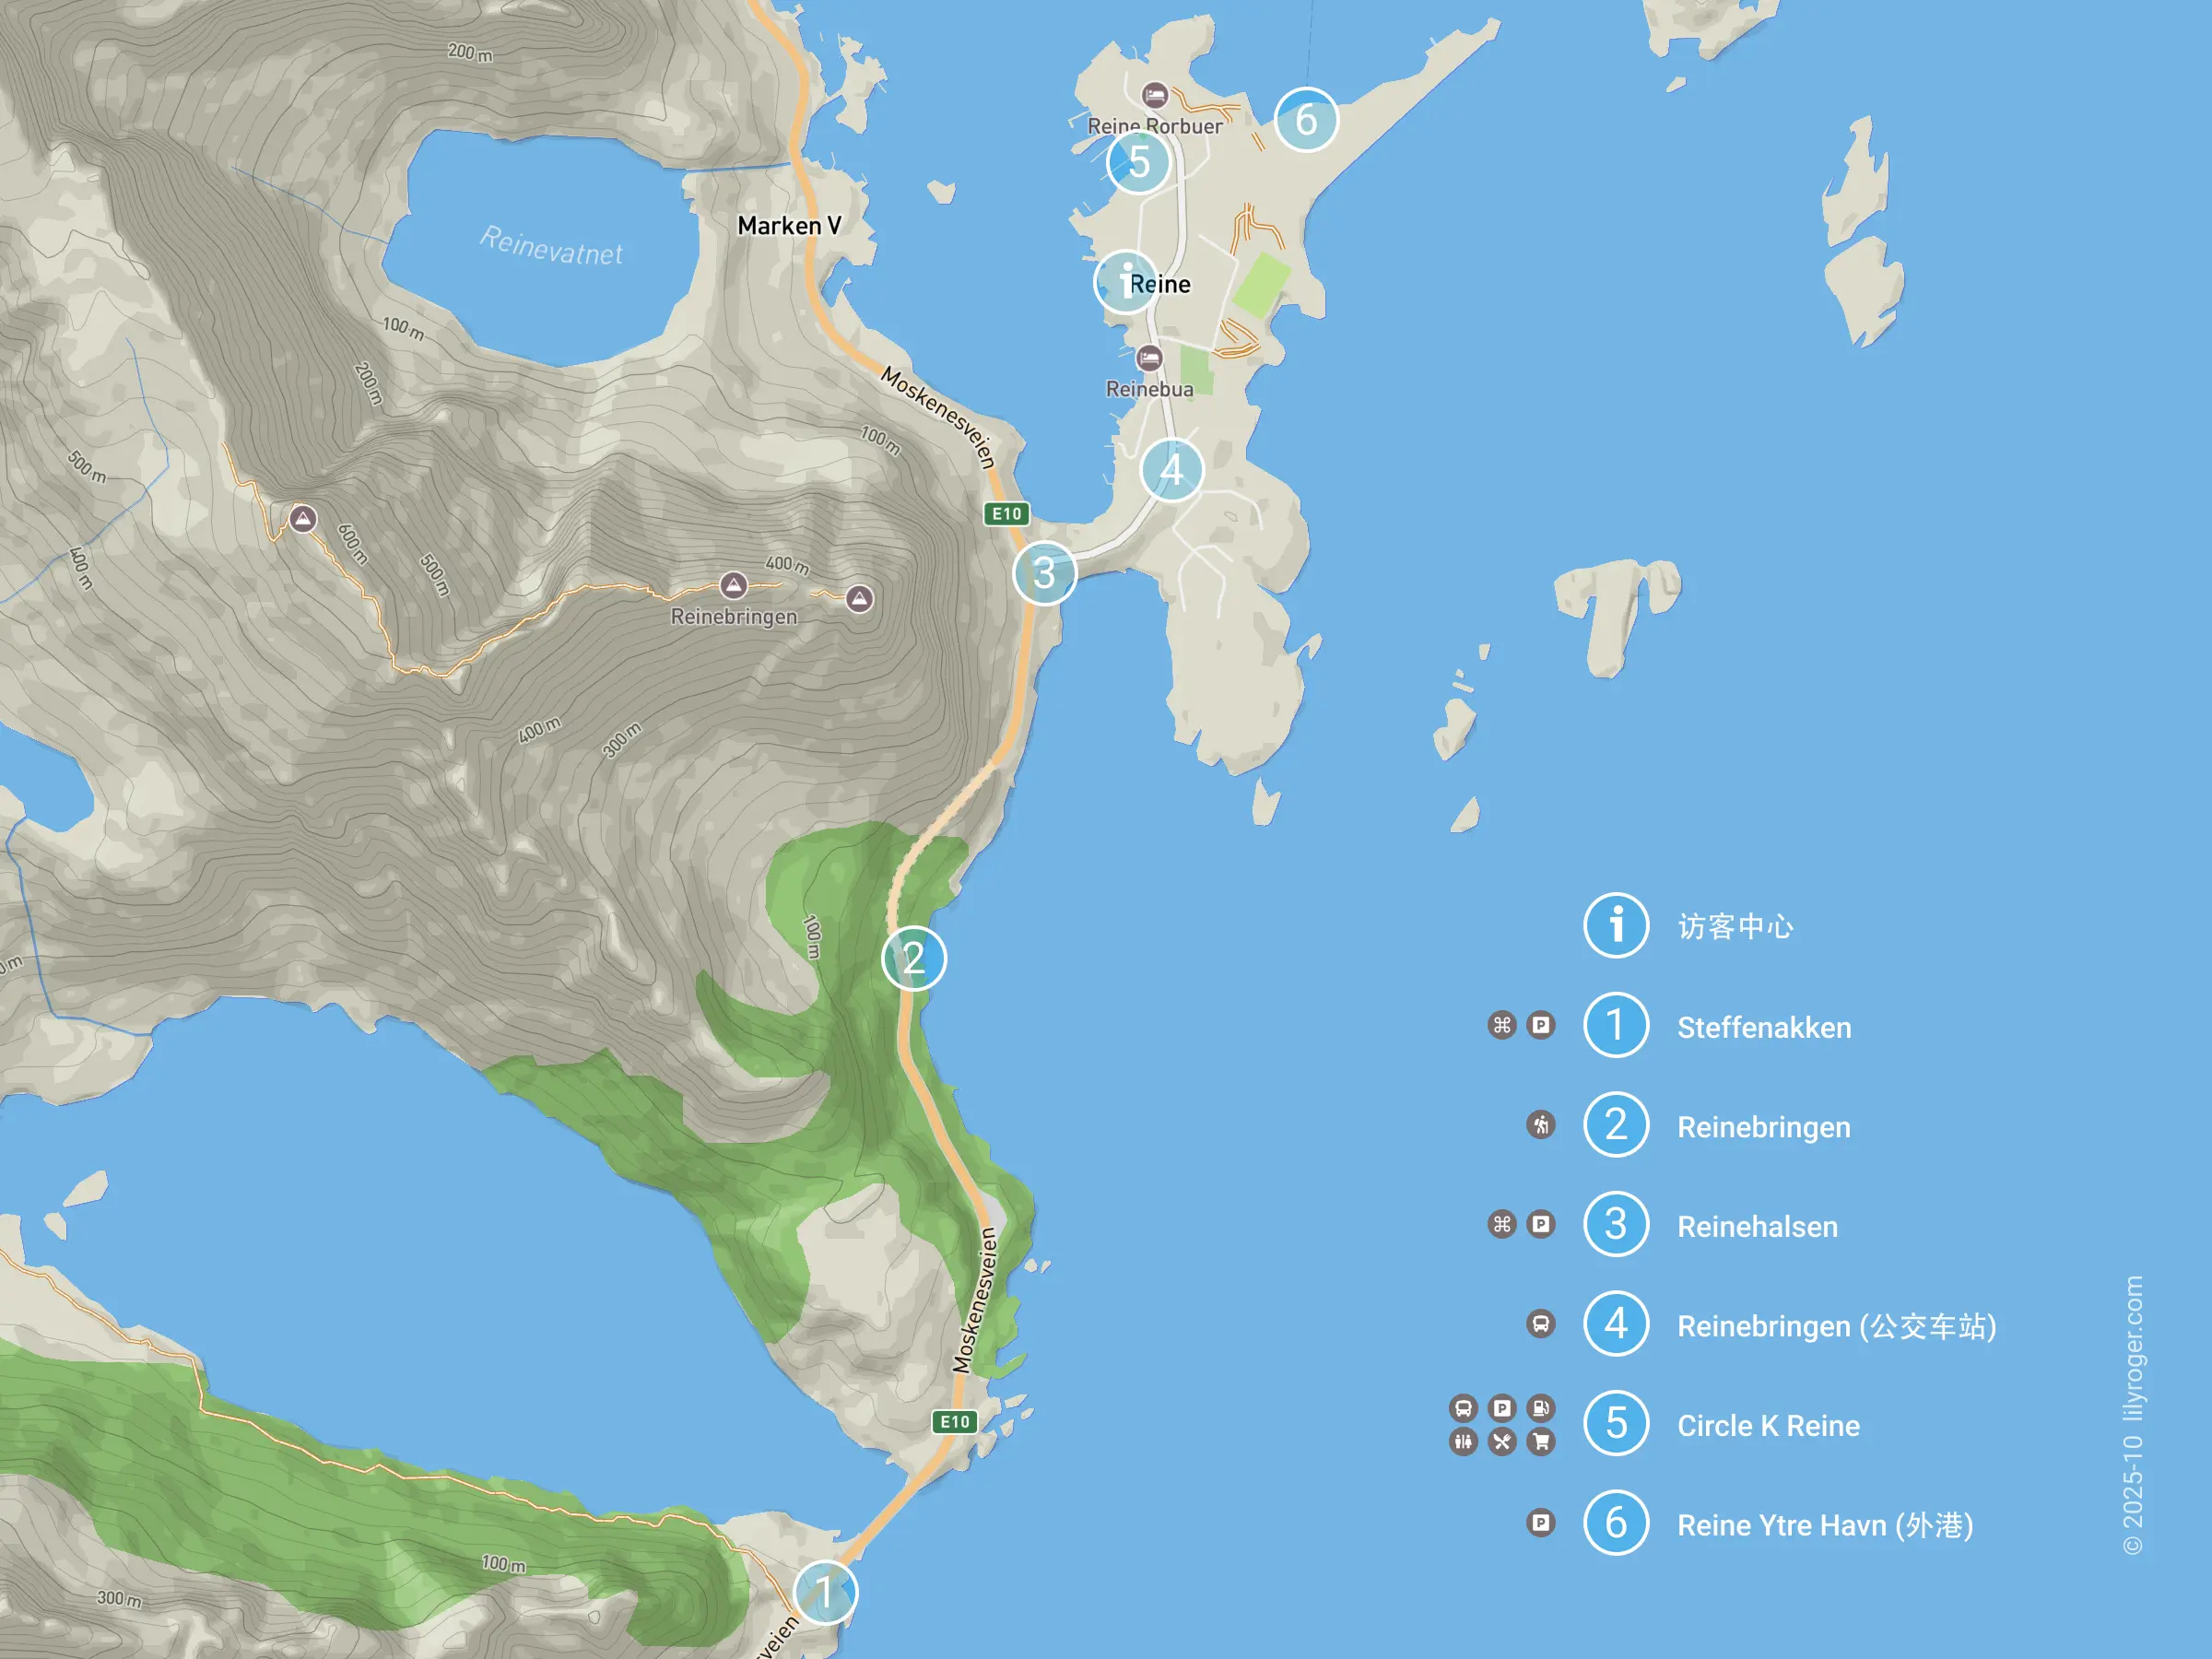 200 m
Reine Rorbuer
6
5
Marken V
Reinevatnet
i
Reine
100 m
200 m
Reinebua
Moskenesveien
100 m
500 m
4
E10
600 m
400 m
500 m
400 m
3
Reinebringen
400 m
300 m
100 m
2
0 m
Moskenesveien
E10
100 m
300 m
1
sveien
i 访客中心
1 Steffenakken
2 Reinebringen
3 Reinehalsen
4 Reinebringen (公交车站)
5 Circle K Reine
6 Reine Ytre Havn (外港)
P
P
P
P
© 2025-10 lilyroger.com